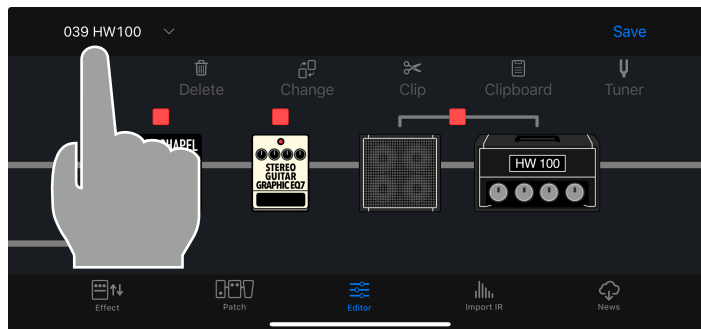 039 HW100
Save
Delete
Change
Clip
Clipboard
Tuner
STEREO
GUITAR
GRAPHIC EQ7
HW 100
Effect
Patch
Editor
Import IR
News